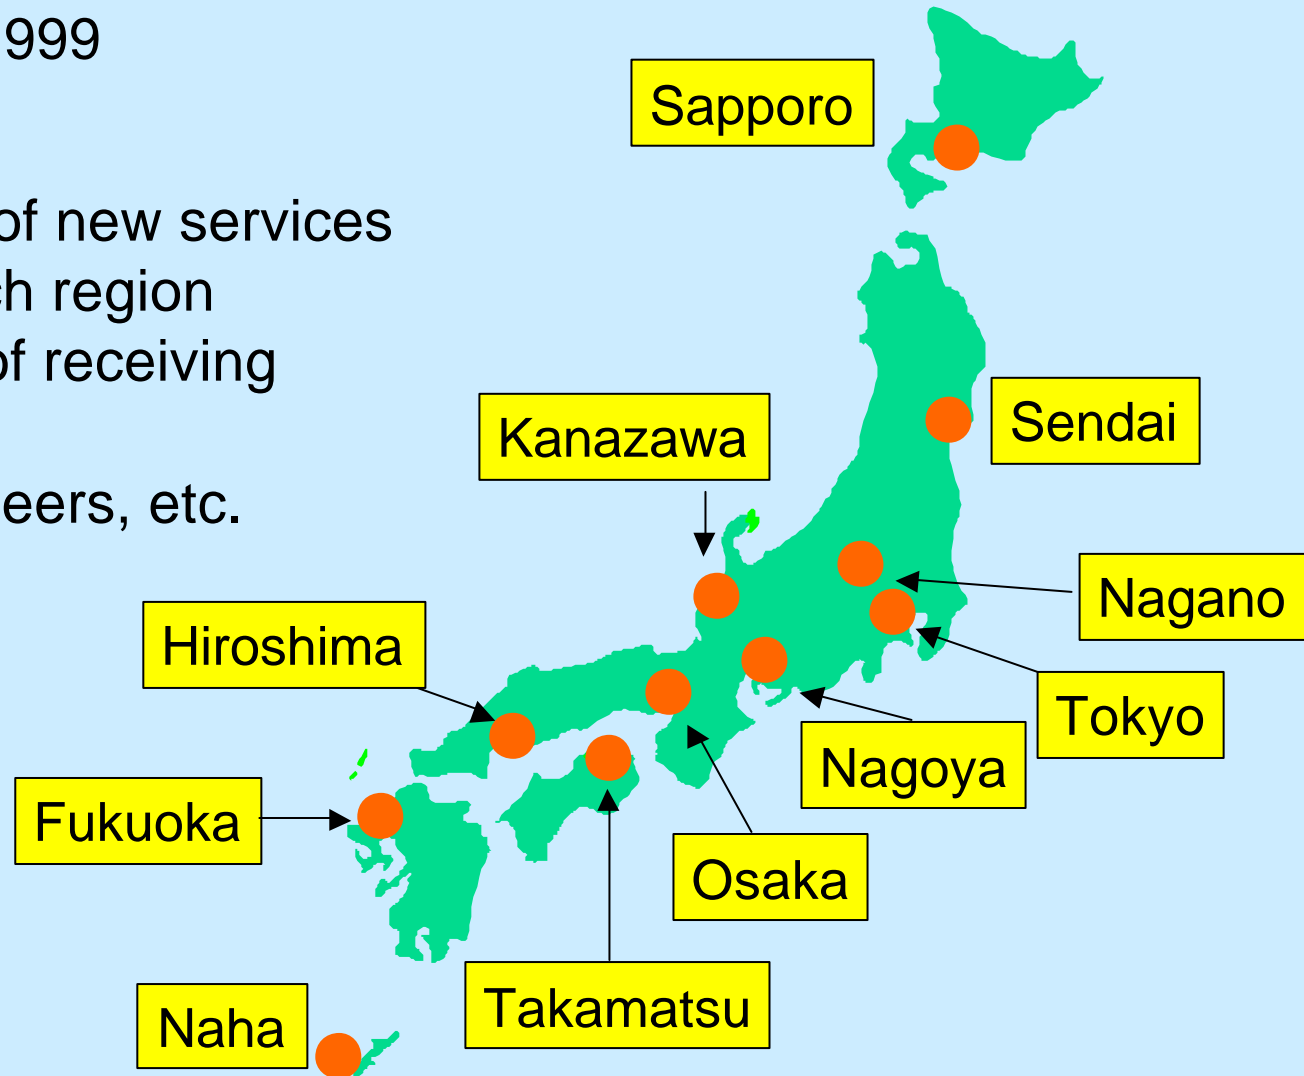 999
Sapporo
of new services
ch region
of receiving
Kanazawa
Sendai
eers, etc.
Nagano
Hiroshima
Tokyo
Nagoya
Fukuoka
Osaka
Takamatsu
Naha